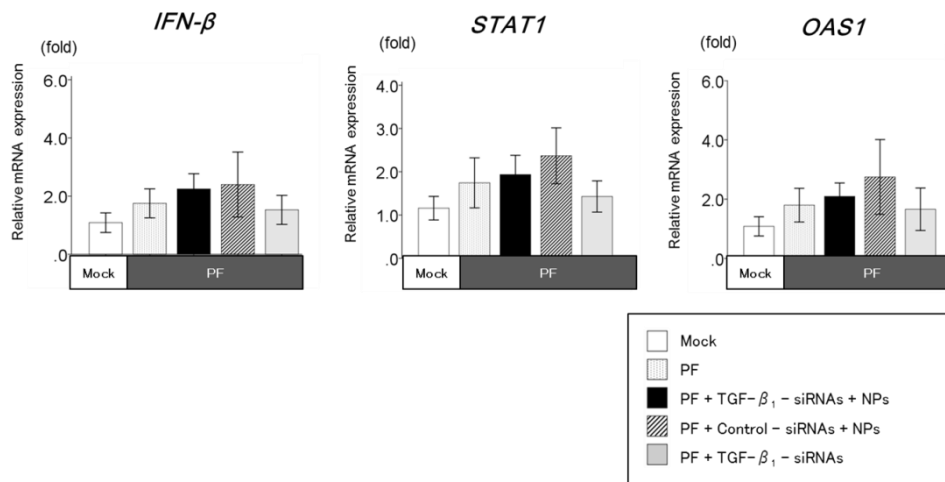 IFN-β
(fold)
Relative mRNA expression
6.0
4.0
2.0
.0
Mock
PF
STAT1
(fold)
Relative mRNA expression
4.0
3.0
2.0
1.0
.0
Mock
PF
OAS1
(fold)
Relative mRNA expression
6.0
4.0
2.0
.0
Mock
PF
Mock
PF
PF + TGF-β₁-siRNAs + NPs
PF + Control-siRNAs + NPs
PF + TGF-β₁-siRNAs